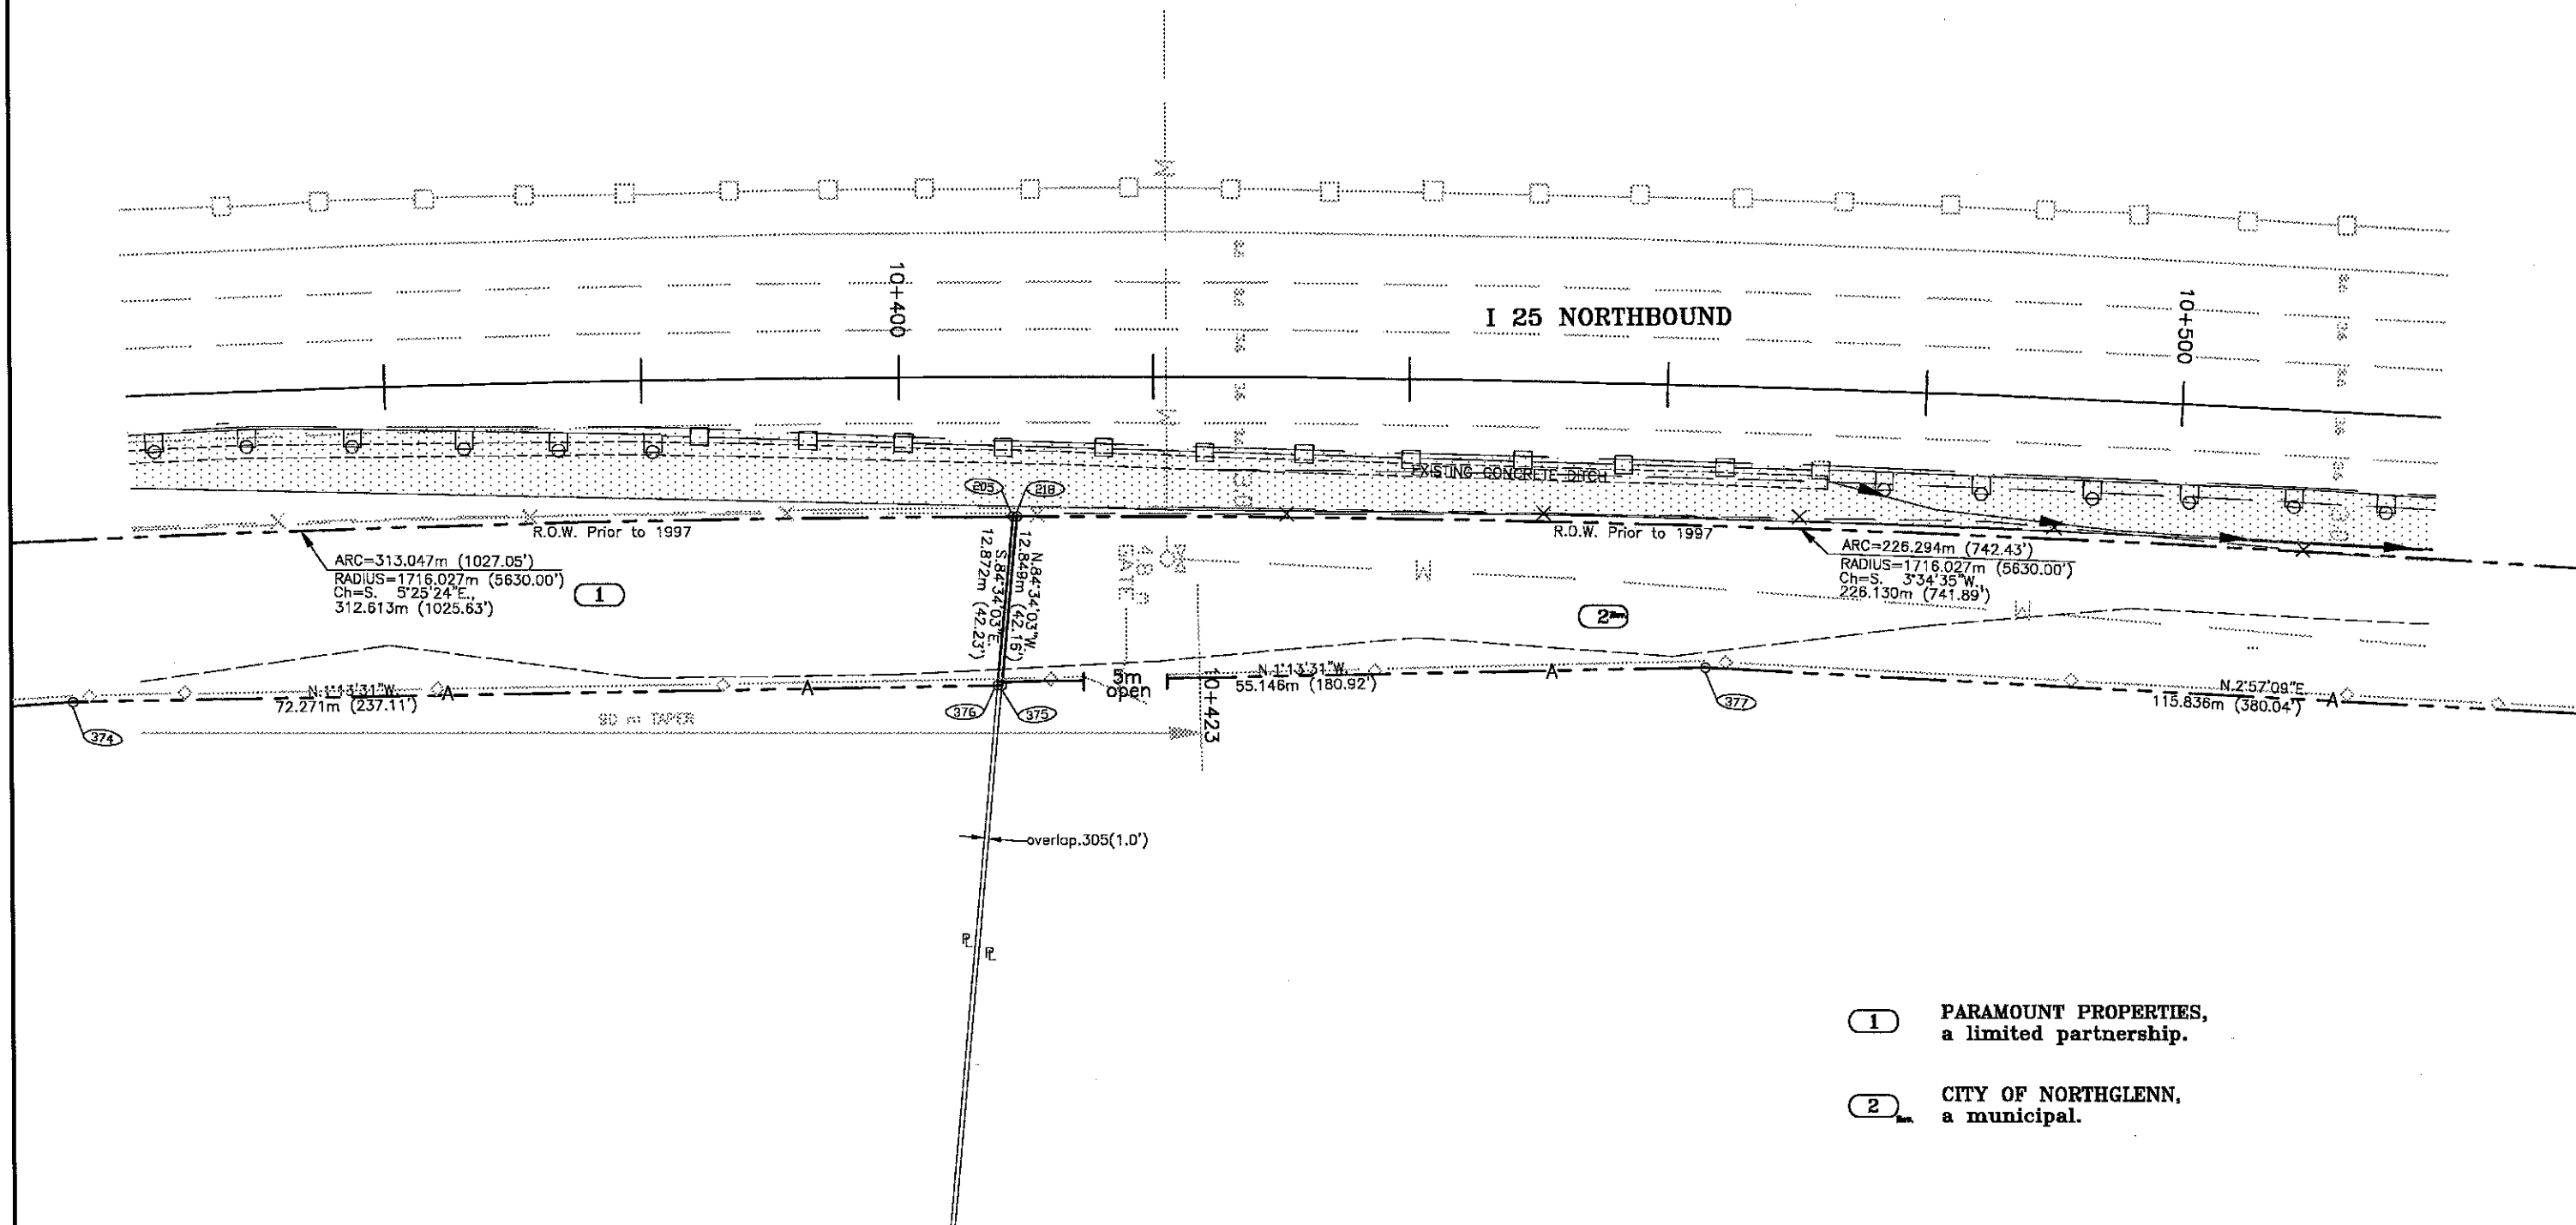 10+400
I 25 NORTHBOUND
10+500
EXISTING CONCRETE DITCH
205
218
R.O.W. Prior to 1997
R.O.W. Prior to 1997
ARC=313.047m (1027.05')
RADIUS=1716.027m (5630.00')
Ch=S. 5°25'24"E.,
312.613m (1025.63')
1
N.84°34'03"W.
12.849m (42.16')
S.84°34'03"E.
12.872m (42.23')
GATE
ARC=226.294m (742.43')
RADIUS=1716.027m (5630.00')
Ch=S. 3°34'35"W.,
226.130m (741.89')
2
M
M
M
M
N.1°13'31"W.
72.271m (237.11')
A
A
5m
open
N.1°13'31"W.
55.146m (180.92')
A
N.2°57'09"E.
115.836m (380.04')
A
374
376
375
377
90 m TAPER
10+423
overlap.305(1.0')
PL
PL
1
PARAMOUNT PROPERTIES,
a limited partnership.
2
CITY OF NORTHGLENN,
a municipal.